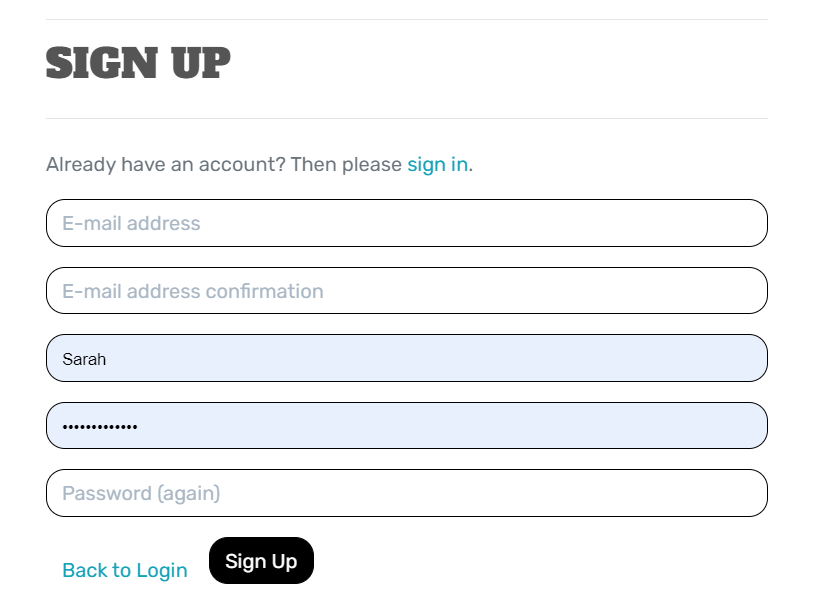 SIGN UP
Already have an account? Then please sign in.
E-mail address
E-mail address confirmation
Sarah
•••••••••••••
Password (again)
Back to Login
Sign Up